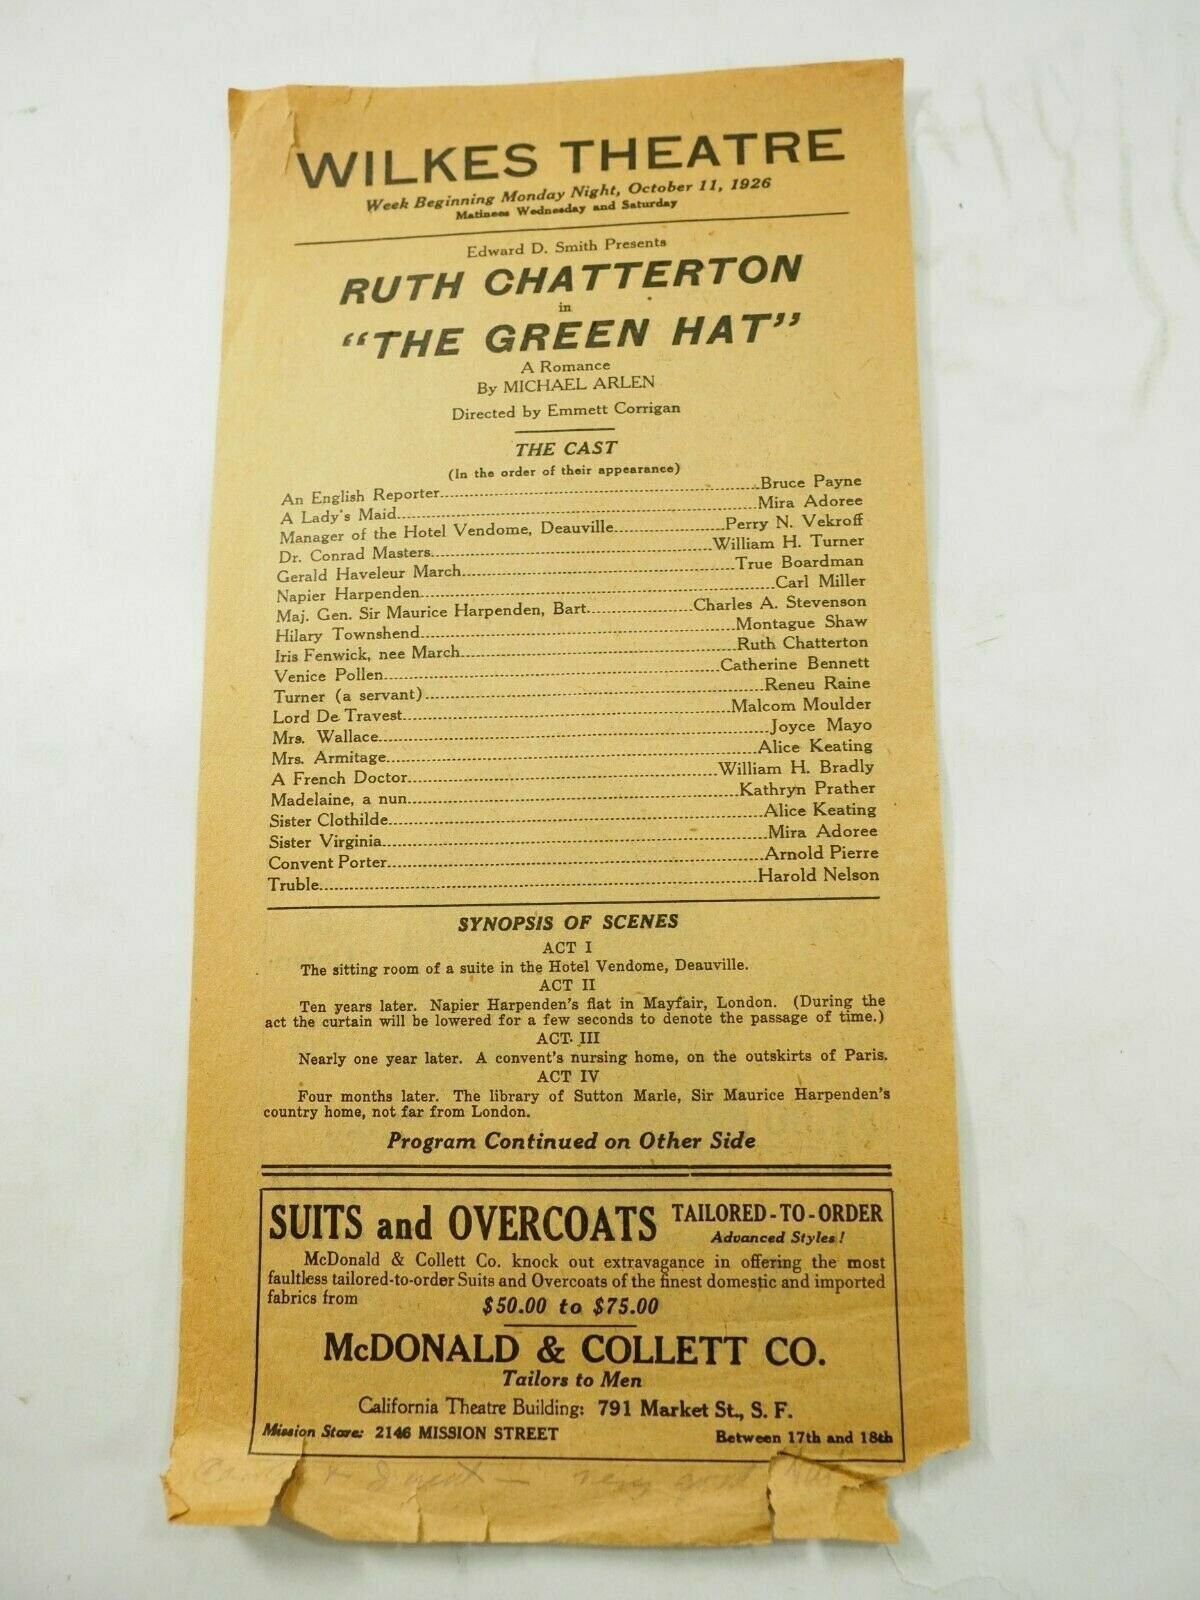 WILKES THEATRE
Week Beginning Monday Night, October 11, 1926
Matinees Wednesday and Saturday
Edward D. Smith Presents
RUTH CHATTERTON
in
"THE GREEN HAT"
A Romance
By MICHAEL ARLEN
Directed by Emmett Corrigan
THE CAST
(In the order of their appearance)
An English Reporter Bruce Payne
A Lady's Maid Mira Adoree
Manager of the Hotel Vendome, Deauville Perry N. Vekroff
Dr. Conrad Masters William H. Turner
Gerald Haveleur March True Boardman
Napier Harpenden Carl Miller
Maj. Gen. Sir Maurice Harpenden, Bart. Charles A. Stevenson
Hilary Townshend Montague Shaw
Iris Fenwick, nee March Ruth Chatterton
Venice Pollen Catherine Bennett
Turner (a servant) Reneu Raine
Lord De Travest Malcom Moulder
Mrs. Wallace Joyce Mayo
Mrs. Armitage Alice Keating
A French Doctor William H. Bradly
Madelaine, a nun Kathryn Prather
Sister Clothilde Alice Keating
Sister Virginia Mira Adoree
Convent Porter Arnold Pierre
Truble Harold Nelson
SYNOPSIS OF SCENES
ACT I
The sitting room of a suite in the Hotel Vendome, Deauville.
ACT II
Ten years later. Napier Harpenden's flat in Mayfair, London. (During the
act the curtain will be lowered for a few seconds to denote the passage of time.)
ACT III
Nearly one year later. A convent's nursing home, on the outskirts of Paris.
ACT IV
Four months later. The library of Sutton Marle, Sir Maurice Harpenden's
country home, not far from London.
Program Continued on Other Side
SUITS and OVERCOATS TAILORED-TO-ORDER
Advanced Styles!
McDonald & Collett Co. knock out extravagance in offering the most
faultless tailored-to-order Suits and Overcoats of the finest domestic and imported
fabrics from $50.00 to $75.00
McDONALD & COLLETT CO.
Tailors to Men
California Theatre Building: 791 Market St., S. F.
Mission Store: 2146 MISSION STREET Between 17th and 18th
very good